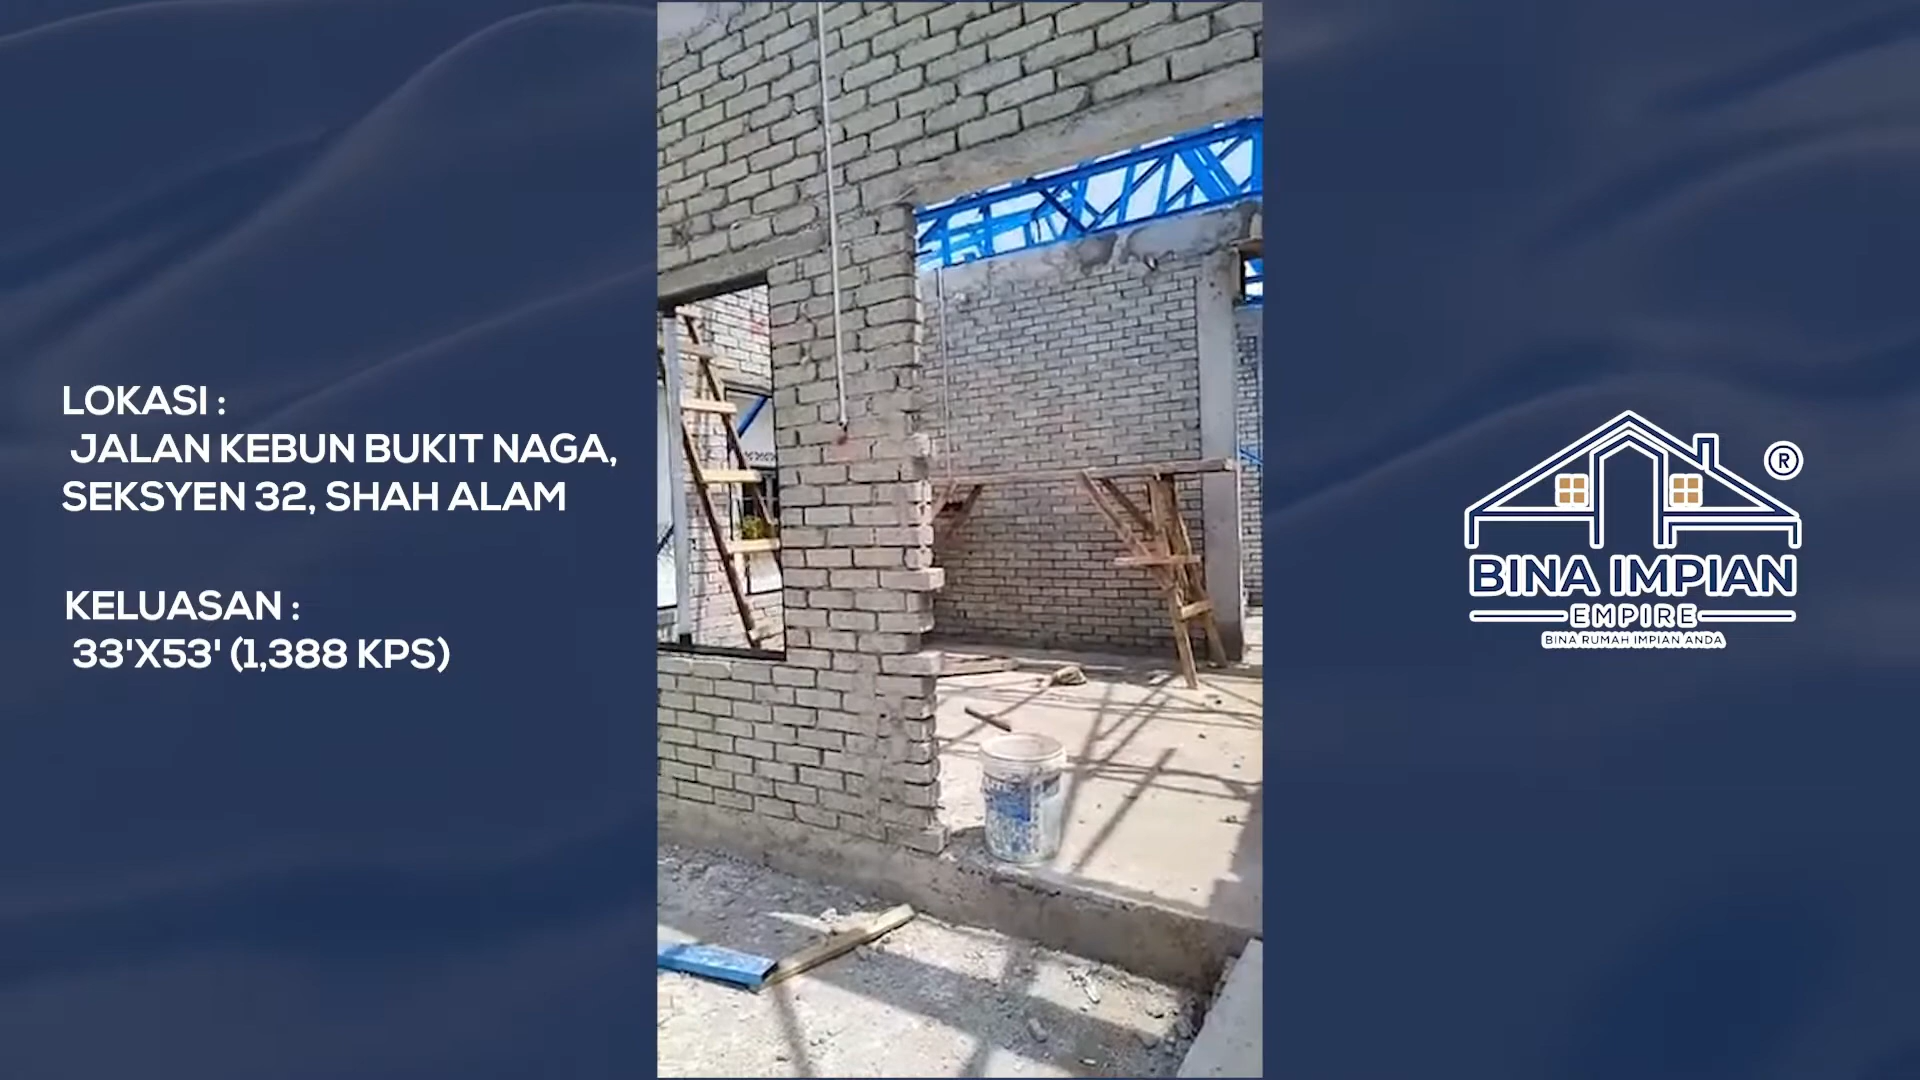 LOKASI :
JALAN KEBUN BUKIT NAGA,
SEKSYEN 32, SHAH ALAM
KELUASAN :
33'X53' (1,388 KPS)
®
BINA IMPIAN
EMPIRE
BINA RUMAH IMPIAN ANDA